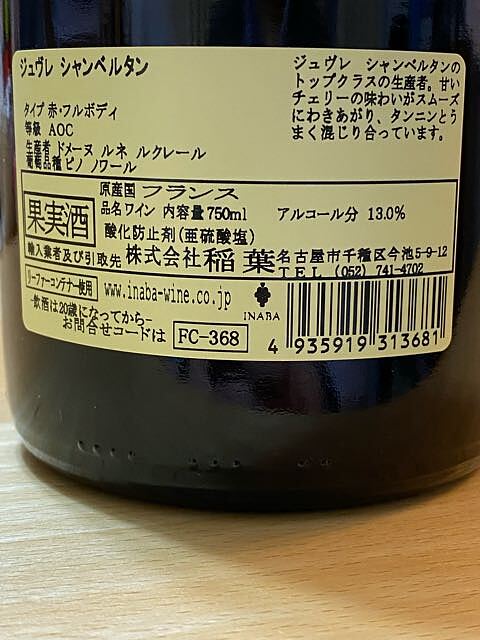 ジュヴレ シャンベルタン
タイプ 赤・フルボディ
等級 AOC
生産者 ドメーヌ ルネ ルクレール
葡萄品種 ピノ ノワール
ジュヴレ シャンベルタンの
トップクラスの生産者。甘い
チェリーの味わいがスムーズ
にわきあがり、タンニンとう
まく混じり合っています。
果実酒
原産国 フランス
品名 ワイン 内容量 750ml アルコール分 13.0%
酸化防止剤(亜硫酸塩)
輸入業者及び引取先 株式会社 稲葉 名古屋市千種区今池5-9-12
TEL (052) 741-4702
リーファーコンテナー使用 www.inaba-wine.co.jp
INABA
-飲酒は20歳になってから-
お問合せコードは FC-368
4 935919 313681